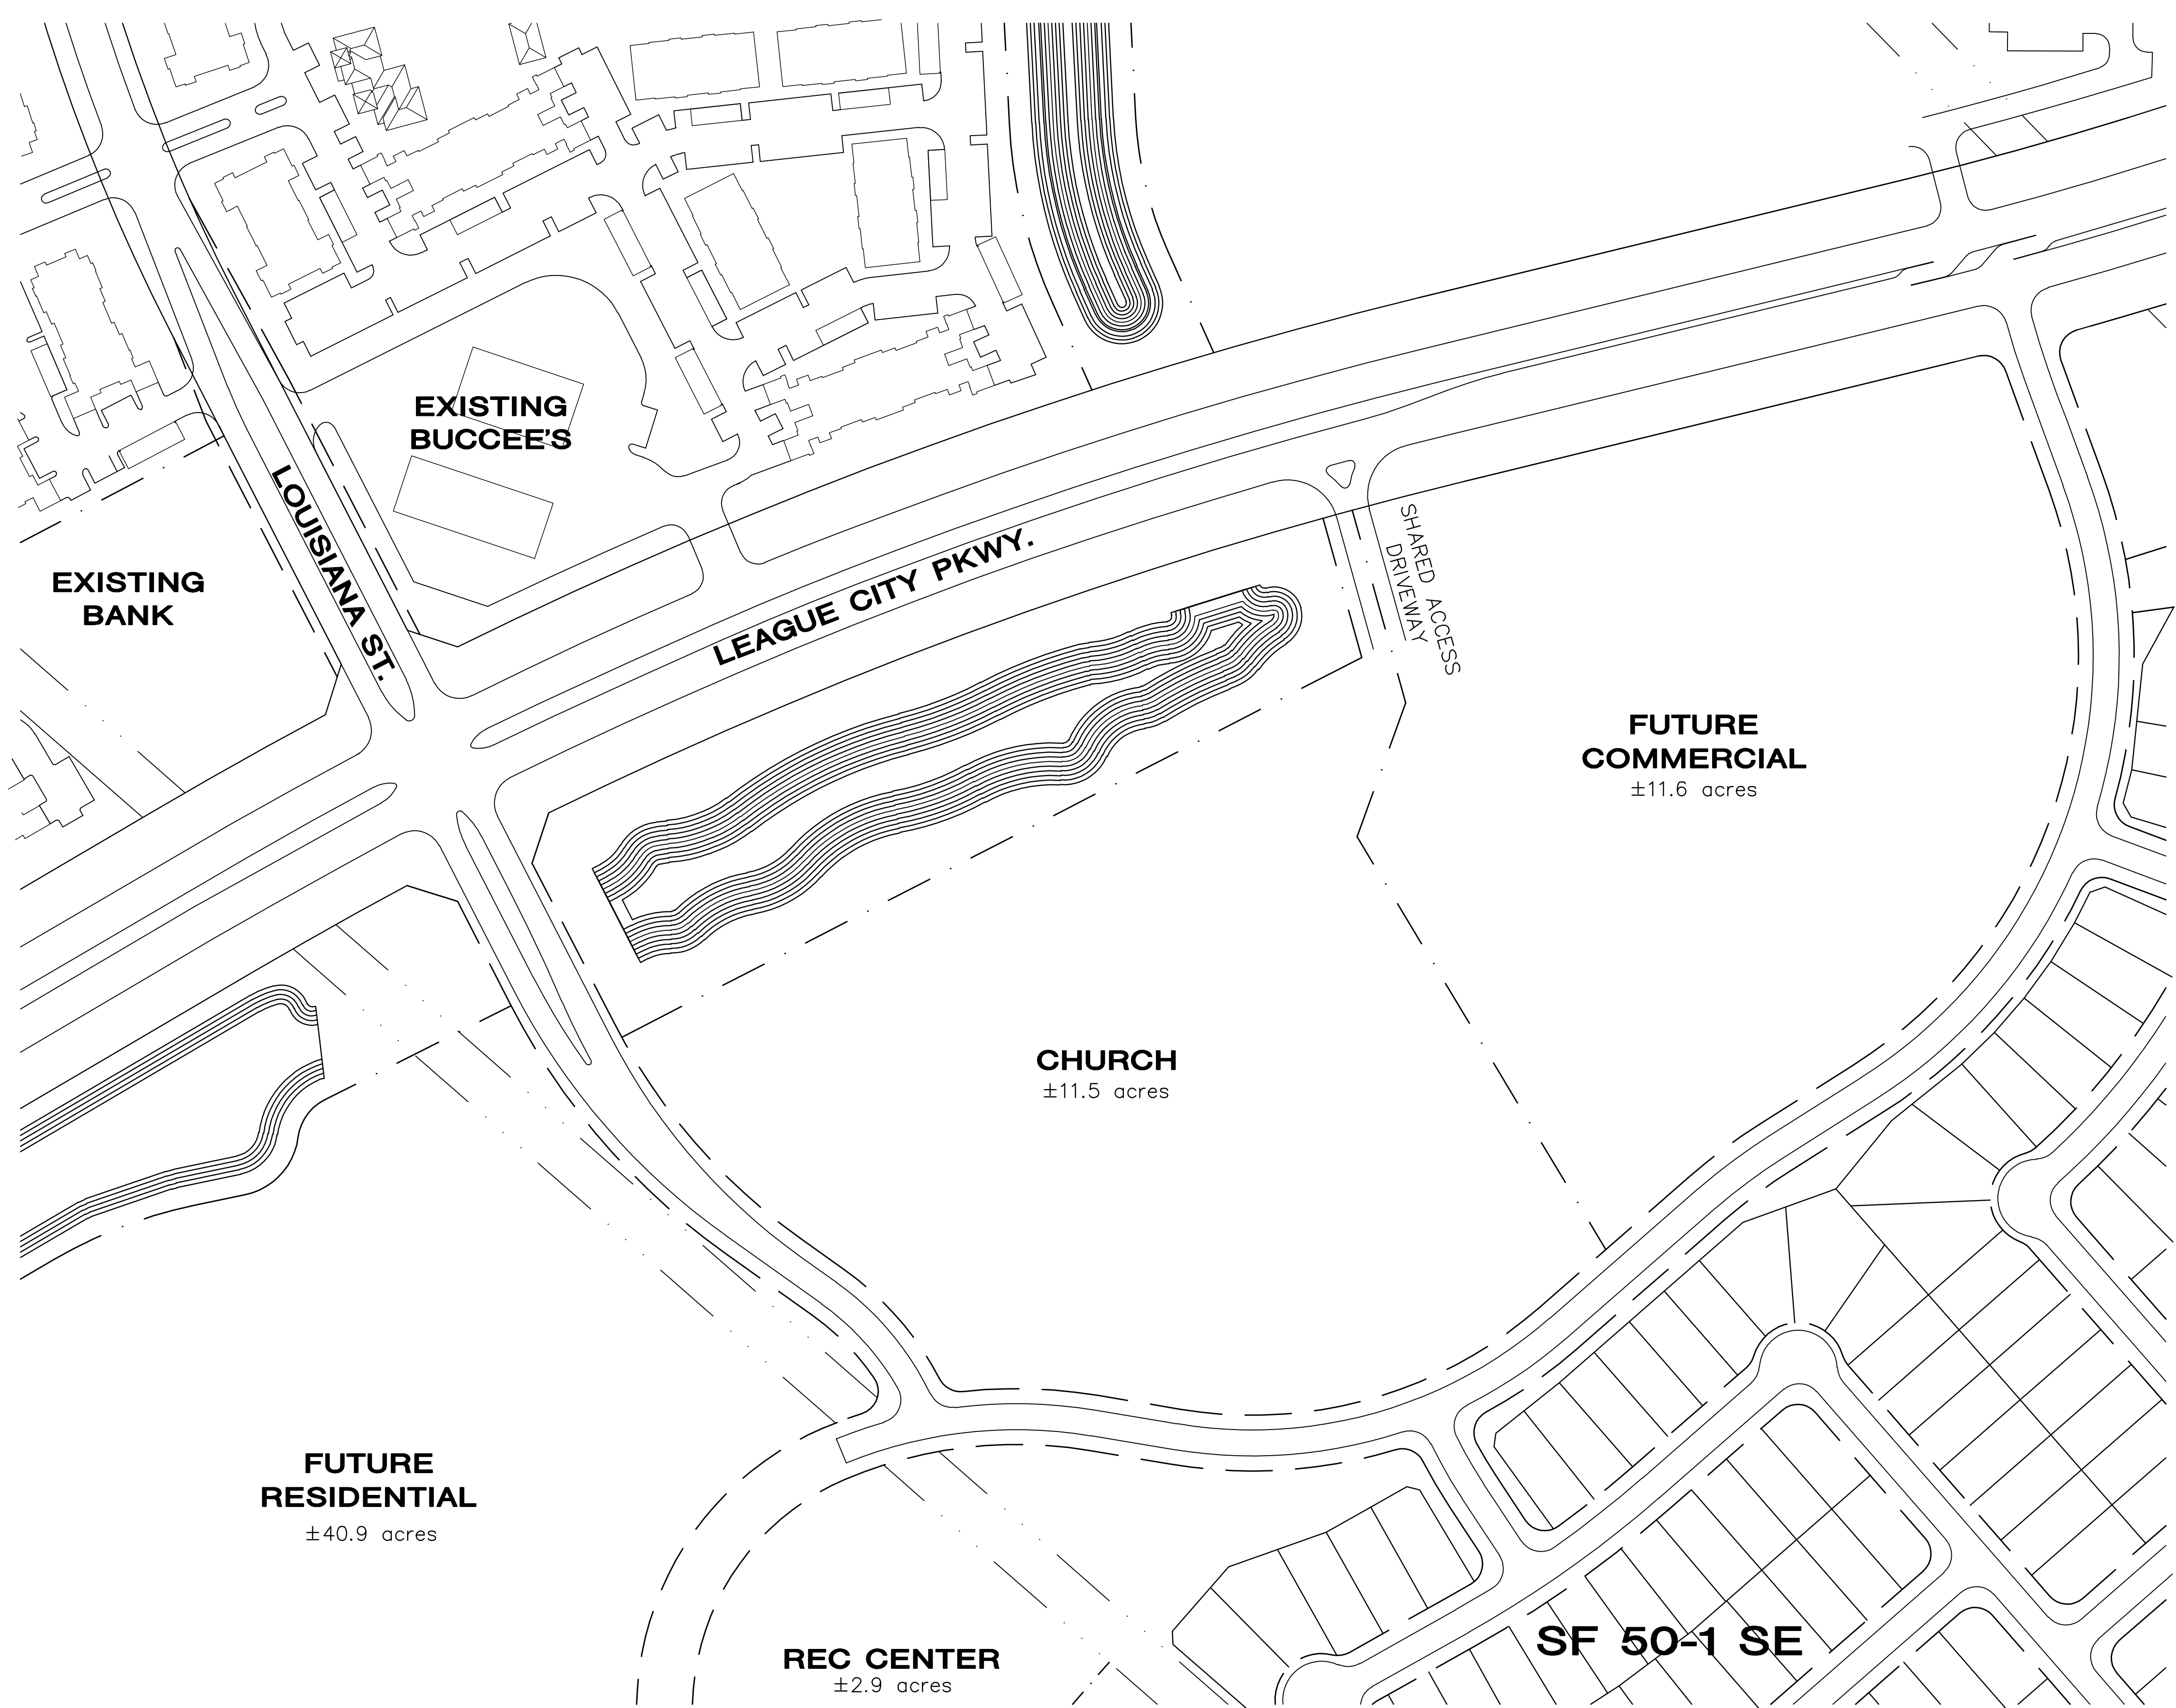 EXISTING
BUCCEE'S
LOUISIANA ST.
EXISTING
BANK
LEAGUE CITY PKWY.
SHARED ACCESS
DRIVEWAY
FUTURE
COMMERCIAL
±11.6 acres
CHURCH
±11.5 acres
FUTURE
RESIDENTIAL
±40.9 acres
REC CENTER
±2.9 acres
SF 50-1 SE